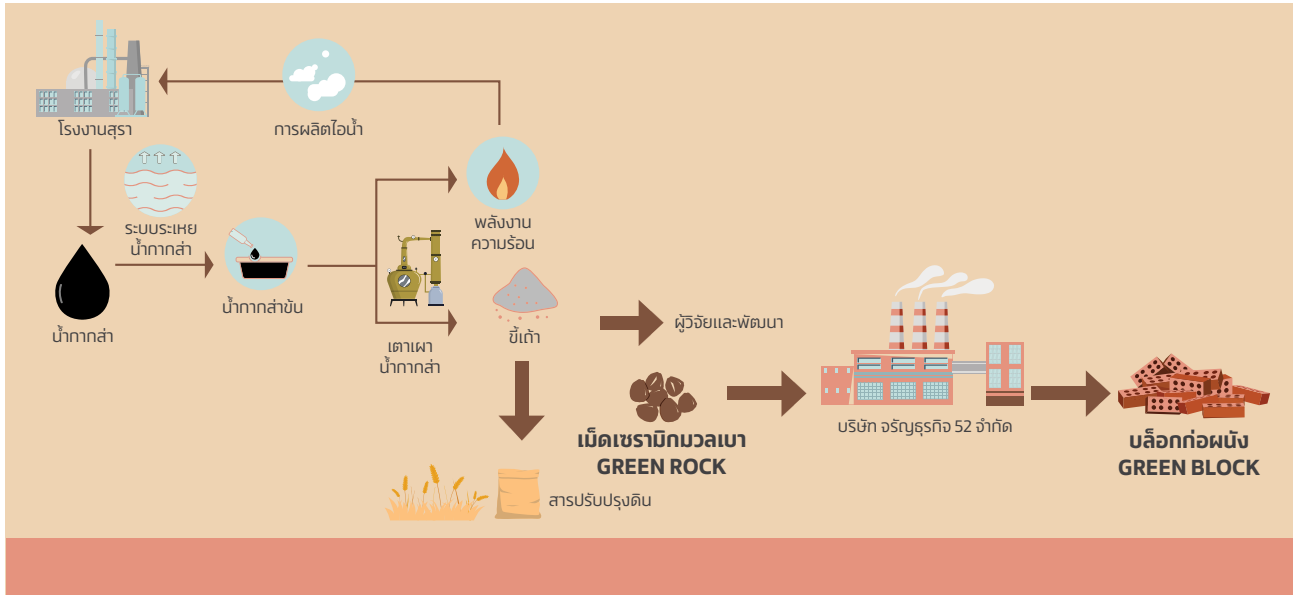 โรงงานสุรา
การผลิตไอน้ำ
ระบบระเหย
น้ำกากส่า
น้ำกากส่า
น้ำกากส่าข้น
พลังงาน
ความร้อน
เตาเผา
น้ำกากส่า
ขี้เถ้า
ผู้วิจัยและพัฒนา
เม็ดเซรามิกมวลเบา
GREEN ROCK
บริษัท จรัญธุรกิจ 52 จำกัด
บล็อกก่อผนัง
GREEN BLOCK
สารปรับปรุงดิน